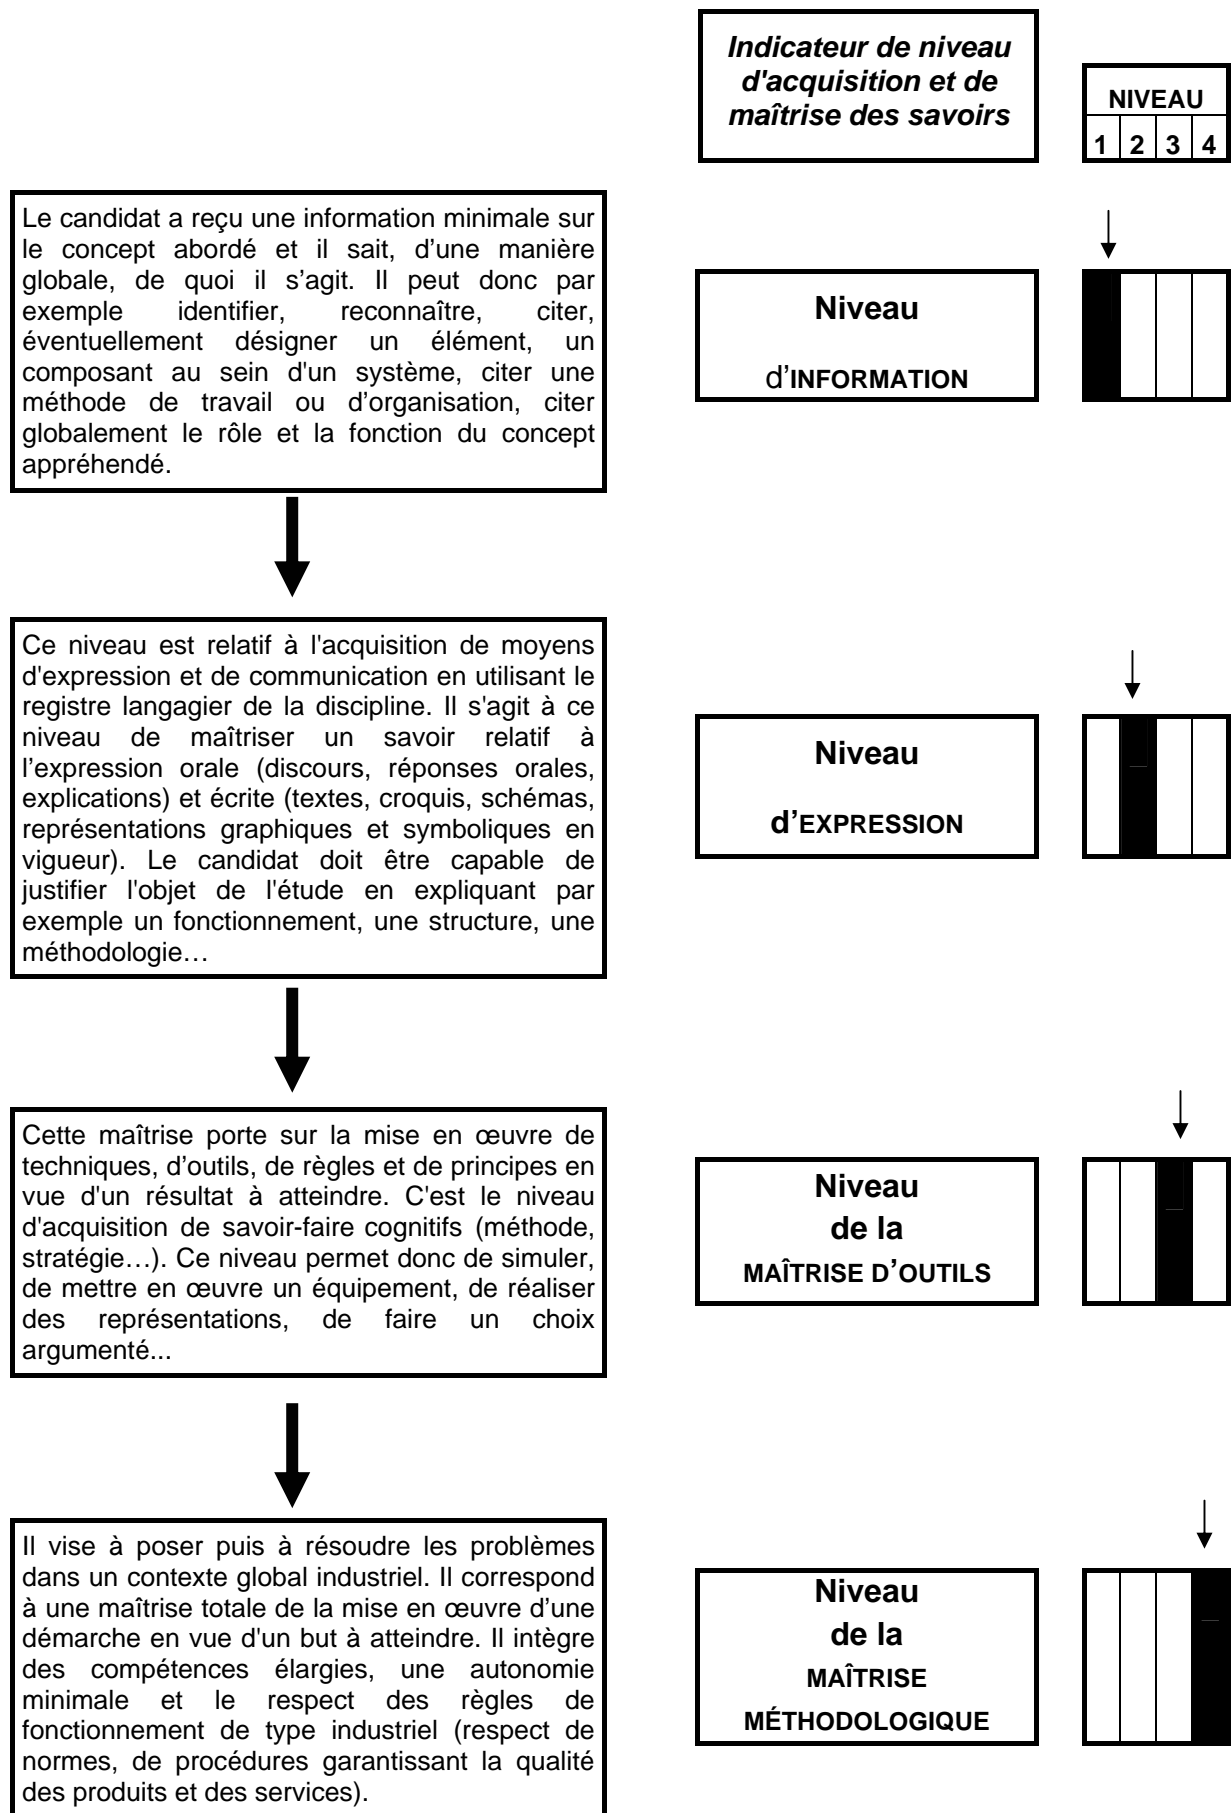 Indicateur de niveau
d'acquisition et de
maîtrise des savoirs
NIVEAU
1 2 3 4
Le candidat a reçu une information minimale sur
le concept abordé et il sait, d’une manière
globale, de quoi il s’agit. Il peut donc par
exemple identifier, reconnaître, citer,
éventuellement désigner un élément, un
composant au sein d'un système, citer une
méthode de travail ou d’organisation, citer
globalement le rôle et la fonction du concept
appréhendé.
Niveau
d’INFORMATION
Ce niveau est relatif à l'acquisition de moyens
d'expression et de communication en utilisant le
registre langagier de la discipline. Il s'agit à ce
niveau de maîtriser un savoir relatif à
l’expression orale (discours, réponses orales,
explications) et écrite (textes, croquis, schémas,
représentations graphiques et symboliques en
vigueur). Le candidat doit être capable de
justifier l'objet de l'étude en expliquant par
exemple un fonctionnement, une structure, une
méthodologie…
Niveau
d’EXPRESSION
Cette maîtrise porte sur la mise en œuvre de
techniques, d’outils, de règles et de principes en
vue d'un résultat à atteindre. C'est le niveau
d'acquisition de savoir-faire cognitifs (méthode,
stratégie…). Ce niveau permet donc de simuler,
de mettre en œuvre un équipement, de réaliser
des représentations, de faire un choix
argumenté...
Niveau
de la
MAÎTRISE D’OUTILS
Il vise à poser puis à résoudre les problèmes
dans un contexte global industriel. Il correspond
à une maîtrise totale de la mise en œuvre d’une
démarche en vue d'un but à atteindre. Il intègre
des compétences élargies, une autonomie
minimale et le respect des règles de
fonctionnement de type industriel (respect de
normes, de procédures garantissant la qualité
des produits et des services).
Niveau
de la
MAÎTRISE
MÉTHODOLOGIQUE